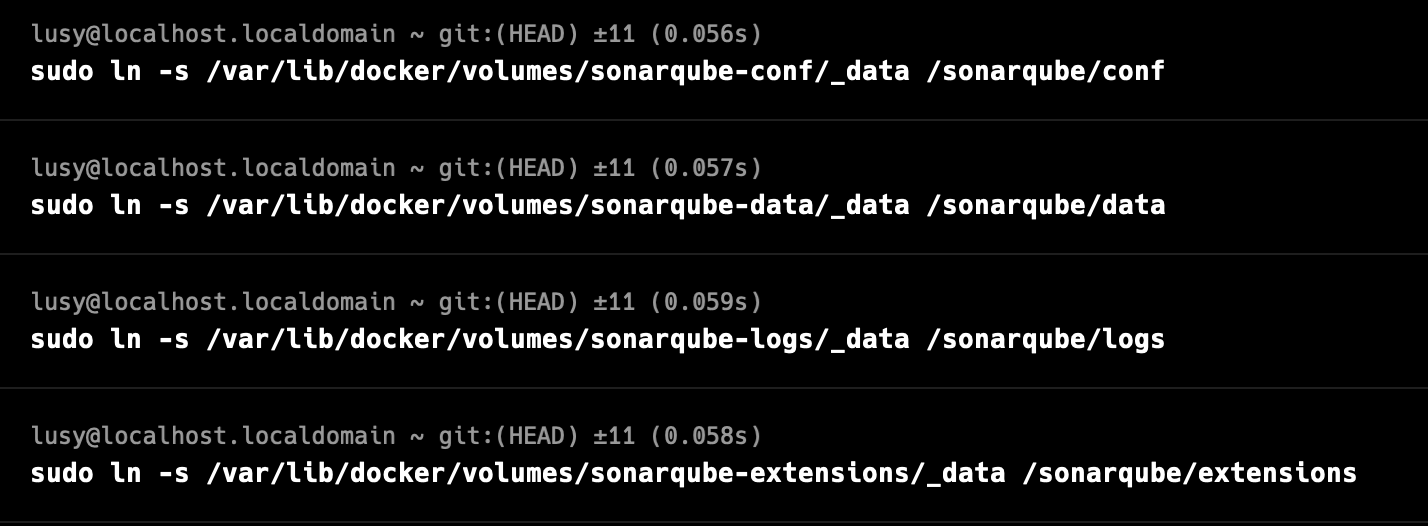 lusy@localhost.localdomain ~ git:(HEAD) ±11 (0.056s)
sudo ln -s /var/lib/docker/volumes/sonarqube-conf/_data /sonarqube/conf
lusy@localhost.localdomain ~ git:(HEAD) ±11 (0.057s)
sudo ln -s /var/lib/docker/volumes/sonarqube-data/_data /sonarqube/data
lusy@localhost.localdomain ~ git:(HEAD) ±11 (0.059s)
sudo ln -s /var/lib/docker/volumes/sonarqube-logs/_data /sonarqube/logs
lusy@localhost.localdomain ~ git:(HEAD) ±11 (0.058s)
sudo ln -s /var/lib/docker/volumes/sonarqube-extensions/_data /sonarqube/extensions